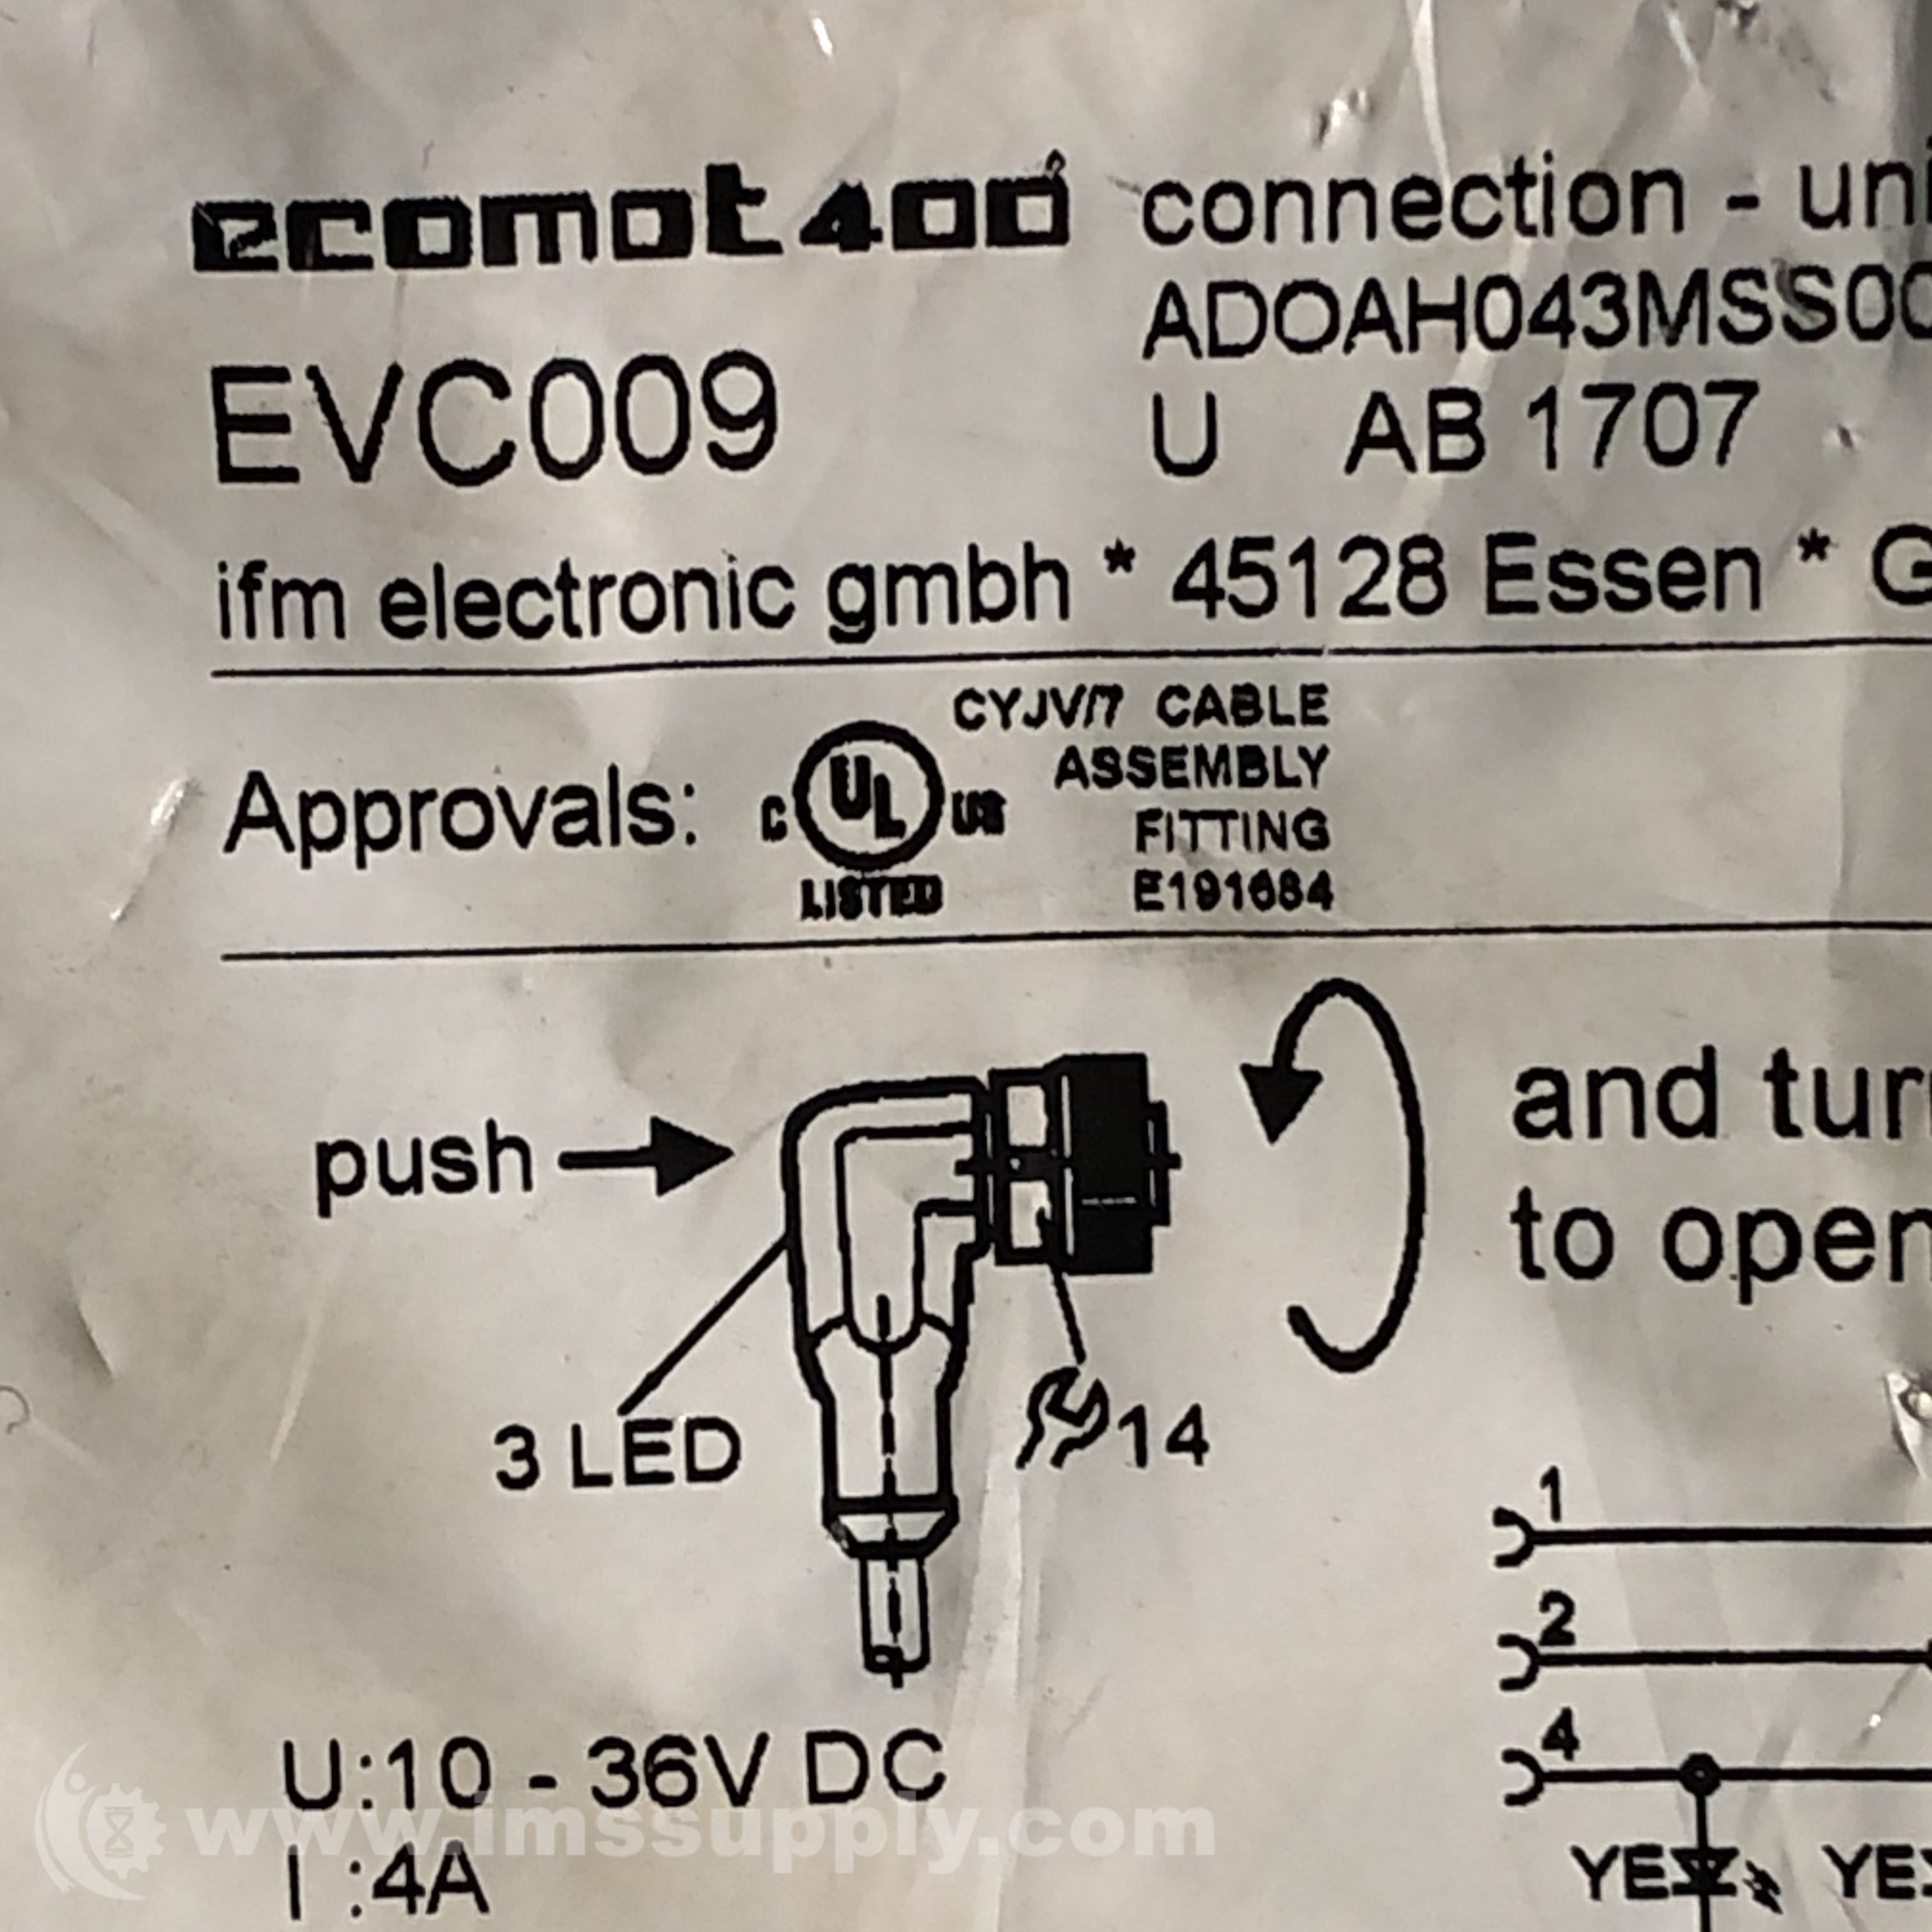 ecomot400 connection - uni
ADOAH043MSS00
EVC009
U AB 1707
ifm electronic gmbh * 45128 Essen * G
Approvals:
C UL US
LISTED
CYJV/7 CABLE
ASSEMBLY
FITTING
E191684
push
and tur
to open
3 LED
14
1
2
4
YE YE
U:10 - 36V DC
I :4A
www.imssupply.com